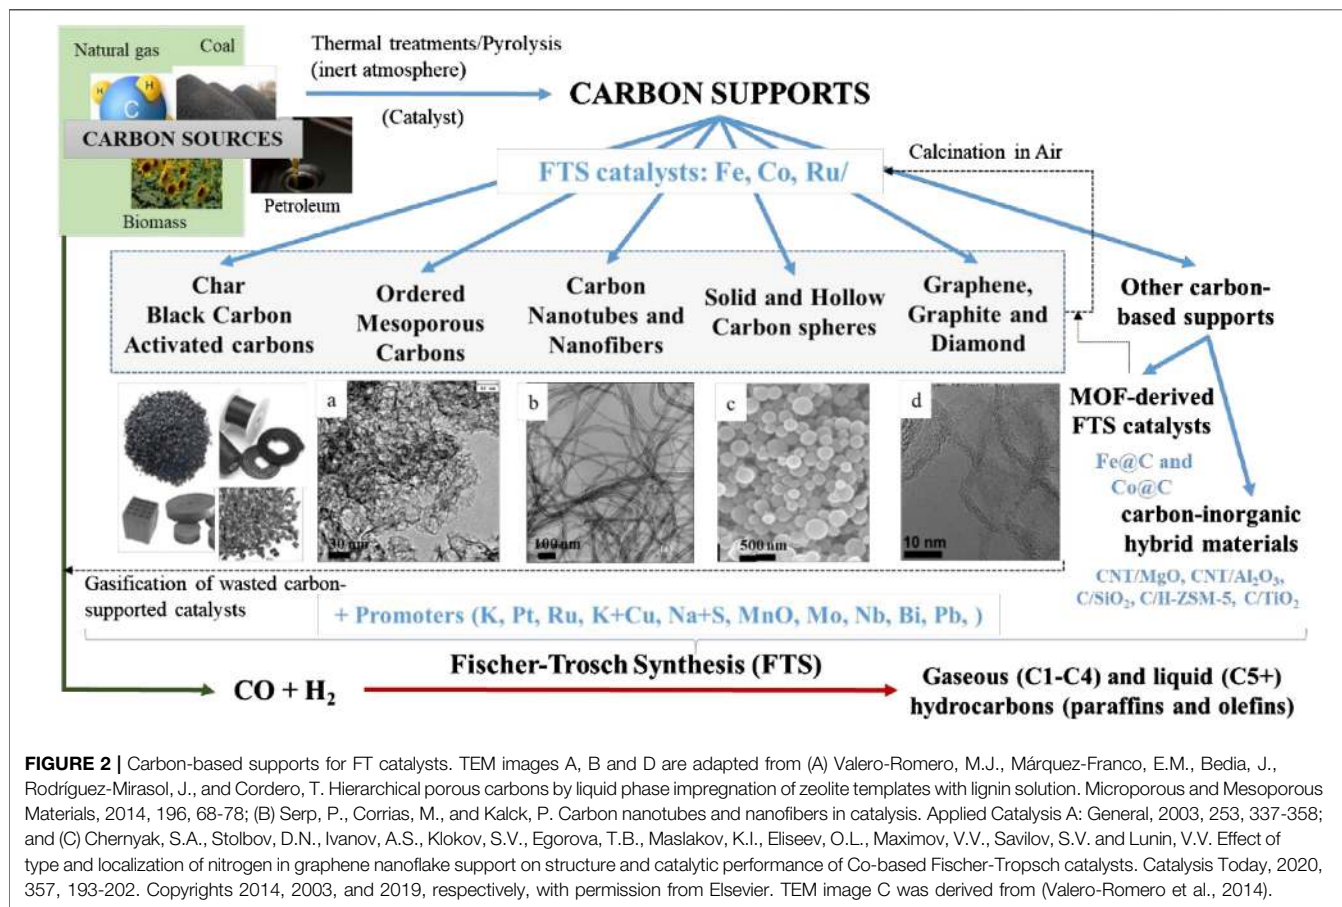 Natural gas
Coal
H
H
C
CARBON SOURCES
Biomass
Petroleum
Thermal treatments/Pyrolysis
(inert atmosphere)
(Catalyst)
CARBON SUPPORTS
FTS catalysts: Fe, Co, Ru/
Calcination in Air
Char
Black Carbon
Activated carbons
Ordered
Mesoporous
Carbons
Carbon
Nanotubes and
Nanofibers
Solid and Hollow
Carbon spheres
Graphene,
Graphite and
Diamond
Other carbon-
based supports
a
30 nm
b
100 nm
c
500 nm
d
10 nm
MOF-derived
FTS catalysts
Fe@C and
Co@C
carbon-inorganic
hybrid materials
CNT/MgO, CNT/Al₂O₃,
C/SiO₂, C/H-ZSM-5, C/TiO₂
Gasification of wasted carbon-
supported catalysts
+ Promoters (K, Pt, Ru, K+Cu, Na+S, MnO, Mo, Nb, Bi, Pb, )
Fischer-Trosch Synthesis (FTS)
CO + H₂
Gaseous (C1-C4) and liquid (C5+)
hydrocarbons (paraffins and olefins)
FIGURE 2 | Carbon-based supports for FT catalysts. TEM images A, B and D are adapted from (A) Valero-Romero, M.J., Márquez-Franco, E.M., Bedia, J.,
Rodríguez-Mirasol, J., and Cordero, T. Hierarchical porous carbons by liquid phase impregnation of zeolite templates with lignin solution. Microporous and Mesoporous
Materials, 2014, 196, 68-78; (B) Serp, P., Corrias, M., and Kalck, P. Carbon nanotubes and nanofibers in catalysis. Applied Catalysis A: General, 2003, 253, 337-358;
and (C) Chernyak, S.A., Stolbov, D.N., Ivanov, A.S., Klokov, S.V., Egorova, T.B., Maslakov, K.I., Eliseev, O.L., Maximov, V.V., Savilov, S.V. and Lunin, V.V. Effect of
type and localization of nitrogen in graphene nanoflake support on structure and catalytic performance of Co-based Fischer-Tropsch catalysts. Catalysis Today, 2020,
357, 193-202. Copyrights 2014, 2003, and 2019, respectively, with permission from Elsevier. TEM image C was derived from (Valero-Romero et al., 2014).